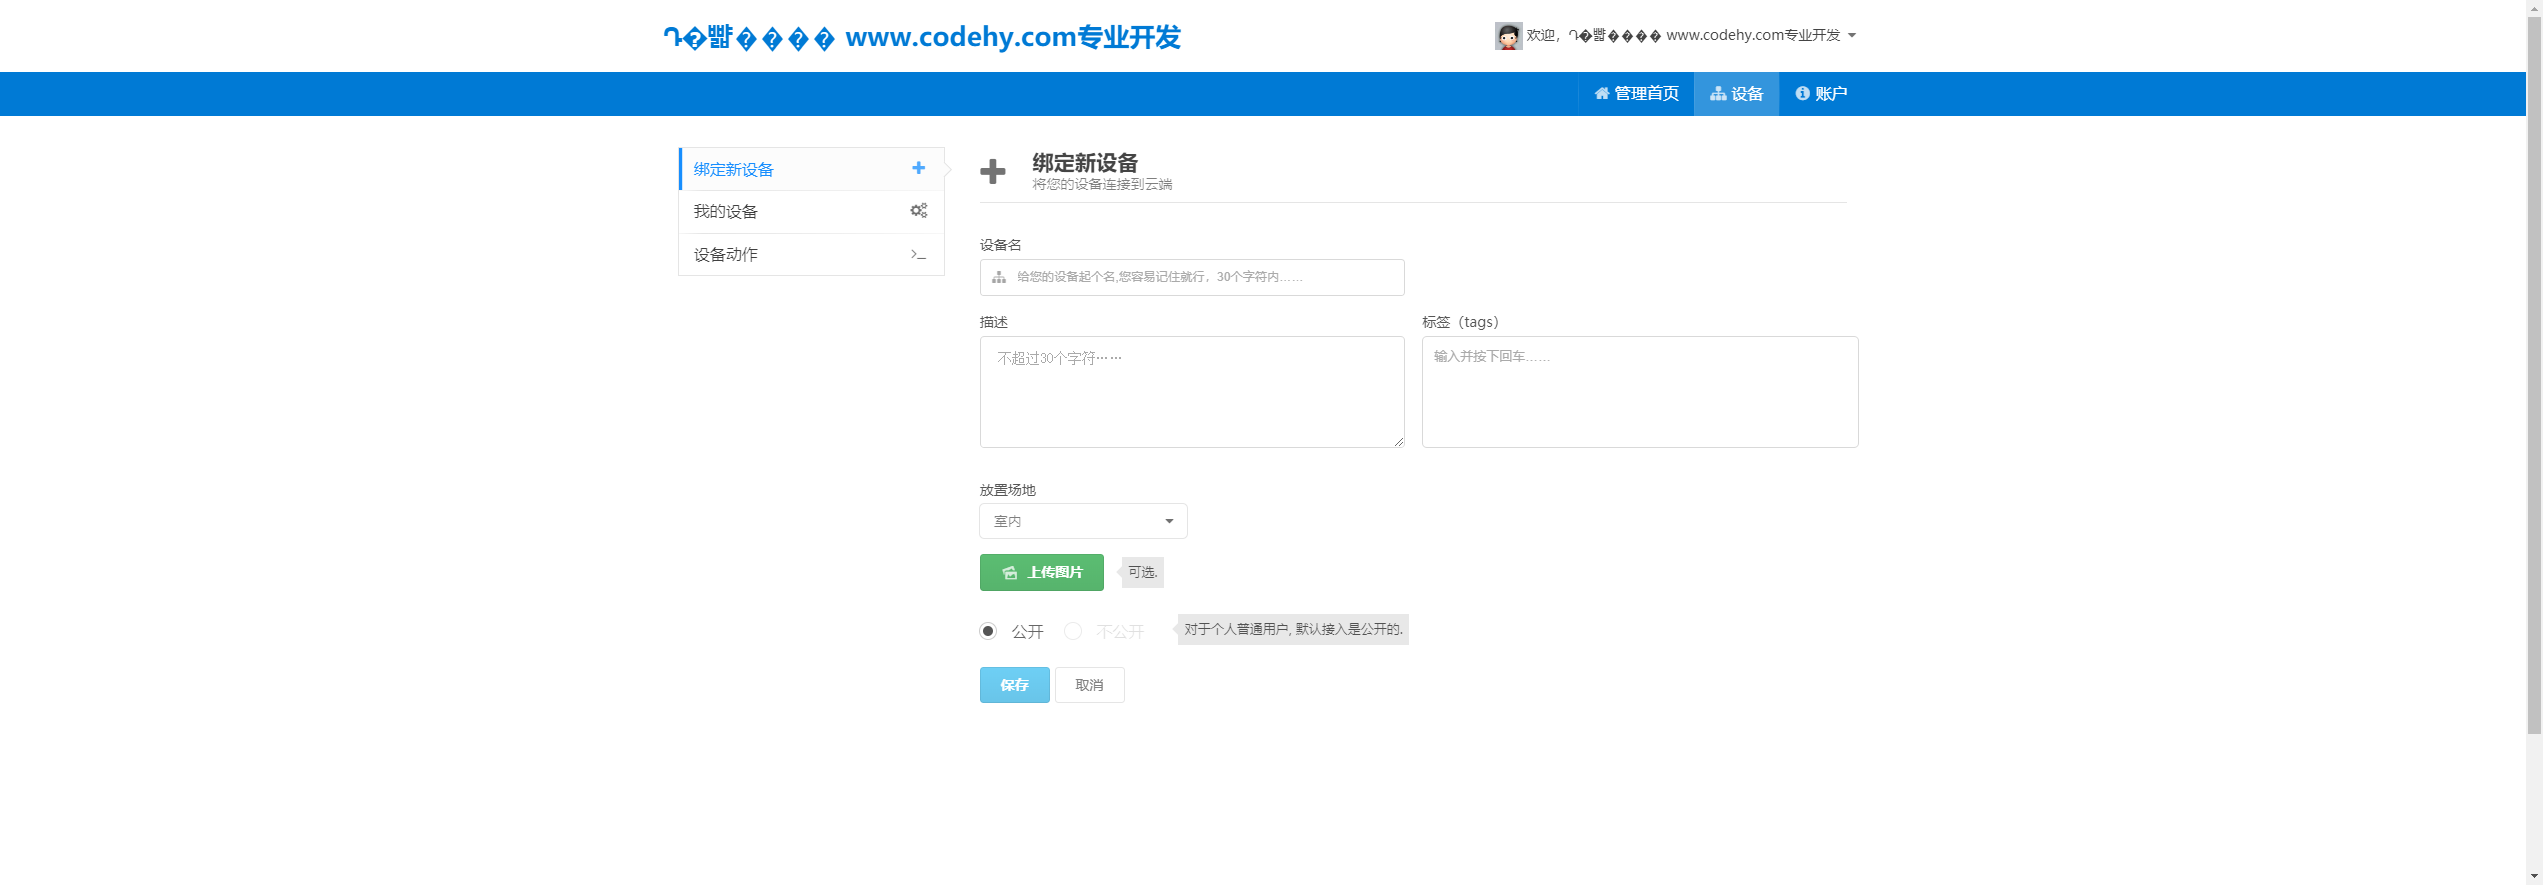 Դ�뿴���� www.codehy.com专业开发
欢迎，Դ�뿴���� www.codehy.com专业开发
管理首页
设备
账户
绑定新设备
我的设备
设备动作
绑定新设备
将您的设备连接到云端
设备名
给您的设备起个名,您容易记住就行，30个字符内……
描述
标签（tags）
不超过30个字符……
输入并按下回车……
放置场地
室内
上传图片
可选.
公开
不公开
对于个人普通用户, 默认接入是公开的.
保存
取消